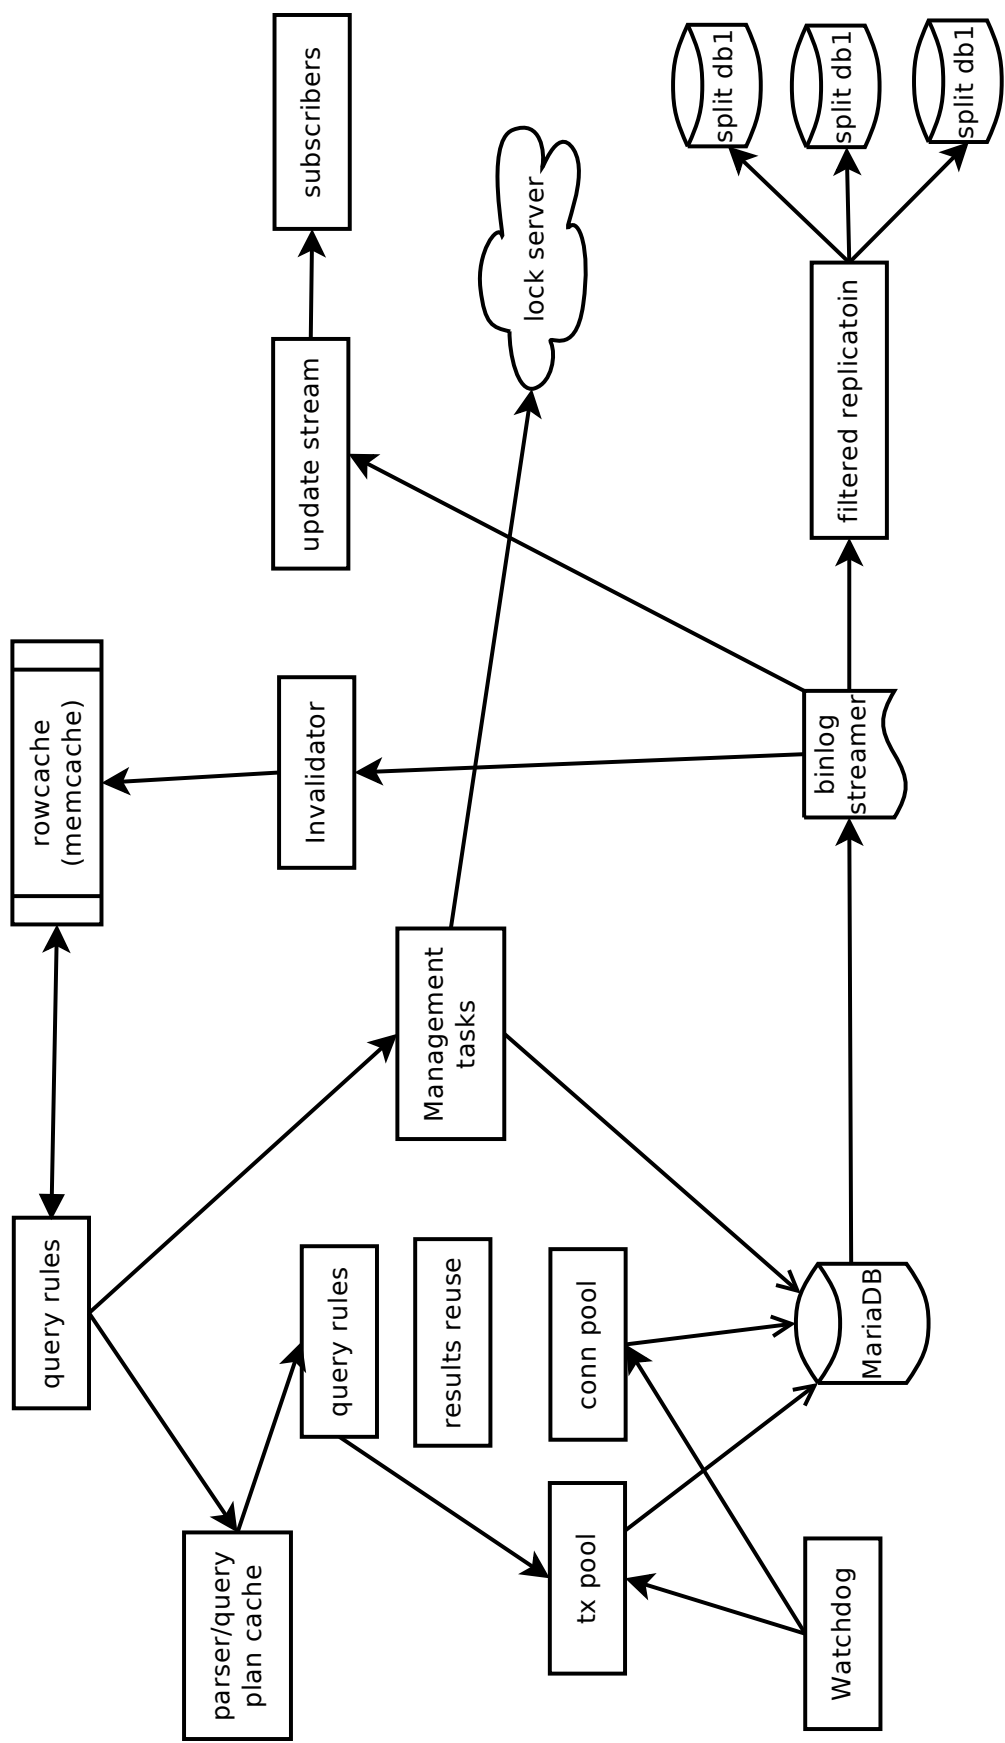 query rules
rowcache
(memcache)
parser/query
plan cache
query rules
Invalidator
update stream
subscribers
results reuse
Management
tasks
lock server
tx pool
conn pool
split db1
Watchdog
MariaDB
binlog
streamer
filtered replicatoin
split db1
split db1